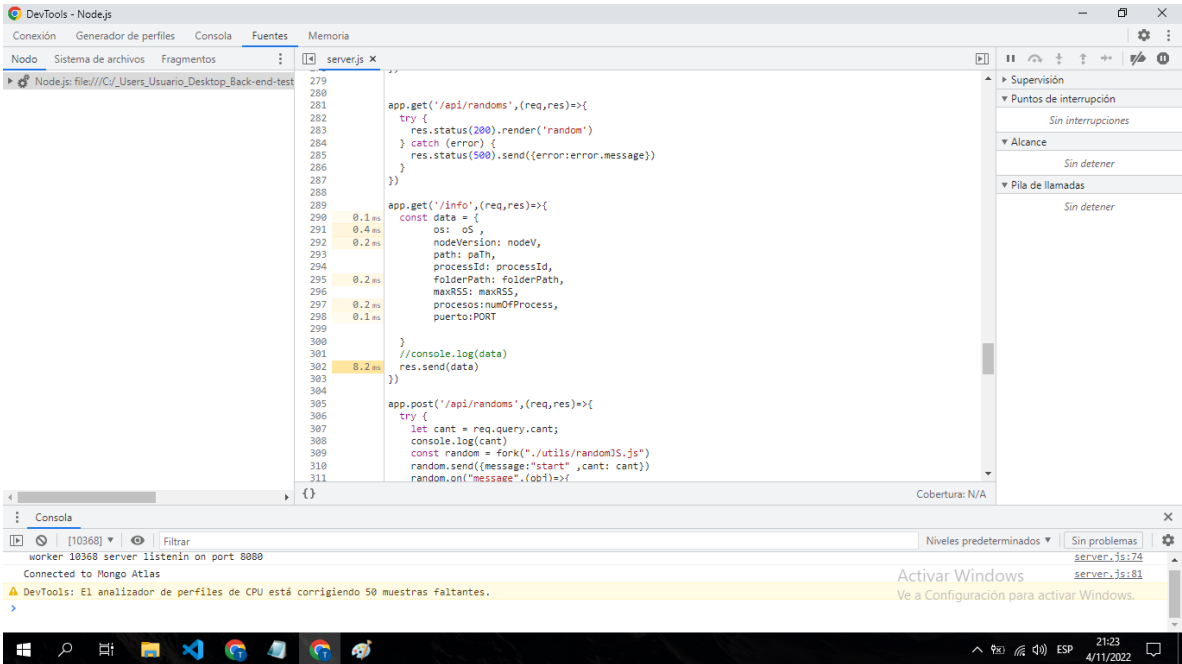 DevTools - Node.js
Conexión Generador de perfiles Consola Fuentes Memoria
Nodo Sistema de archivos Fragmentos server.js
Node.js: file:///C:/_Users_Usuario_Desktop_Back-end-test
279
280
281 app.get('/api/randoms',(req,res)=>{
282 try {
283 res.status(200).render('random')
284 } catch (error) {
285 res.status(500).send({error:error.message})
286 }
287 })
288
289 app.get('/info',(req,res)=>{
290 0.1 ms const data = {
291 0.4 ms os: oS ,
292 0.2 ms nodeVersion: nodeV,
293 path: paTh,
294 processId: processId,
295 0.2 ms folderPath: folderPath,
296 maxRSS: maxRSS,
297 0.2 ms procesos:numOfProcess,
298 0.1 ms puerto:PORT
299
300 }
301 //console.log(data)
302 8.2 ms res.send(data)
303 })
304
305 app.post('/api/randoms',(req,res)=>{
306 try {
307 let cant = req.query.cant;
308 console.log(cant)
309 const random = fork("./utils/randomJS.js")
310 random.send({message:"start" ,cant: cant})
311 random.on("message",(obj)=>{
{} Cobertura: N/A
Supervisión
Puntos de interrupción
Sin interrupciones
Alcance
Sin detener
Pila de llamadas
Sin detener
Consola
[10368] Filtrar Niveles predeterminados Sin problemas
worker 10368 server listenin on port 8080 server.js:74
Connected to Mongo Atlas server.js:81
DevTools: El analizador de perfiles de CPU está corrigiendo 50 muestras faltantes.
Activar Windows
Ve a Configuración para activar Windows.
ESP
21:23
4/11/2022